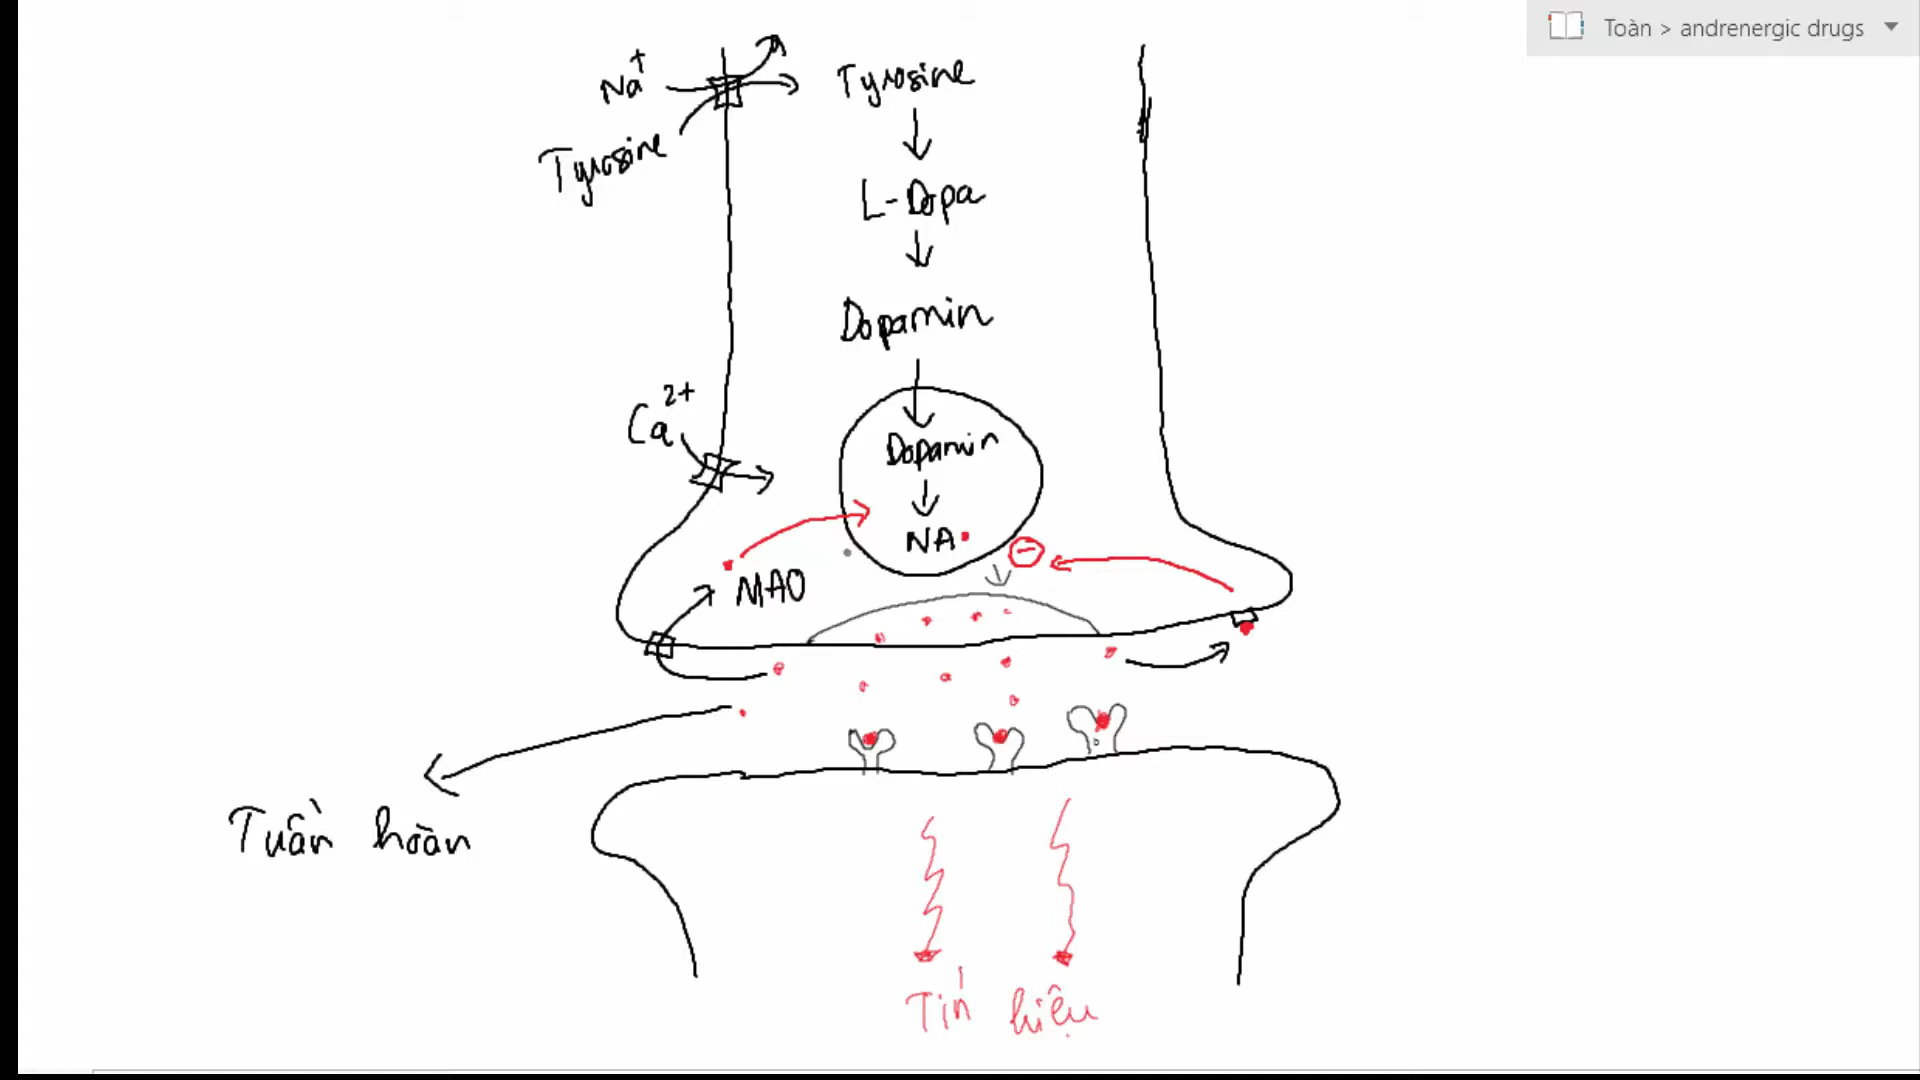 Toàn > andrenergic drugs
Na+
Tyrosine
Tyrosine
L-Dopa
Dopamin
Ca2+
Dopamin
NA
−
MAO
Tuần hoàn
Tín hiệu